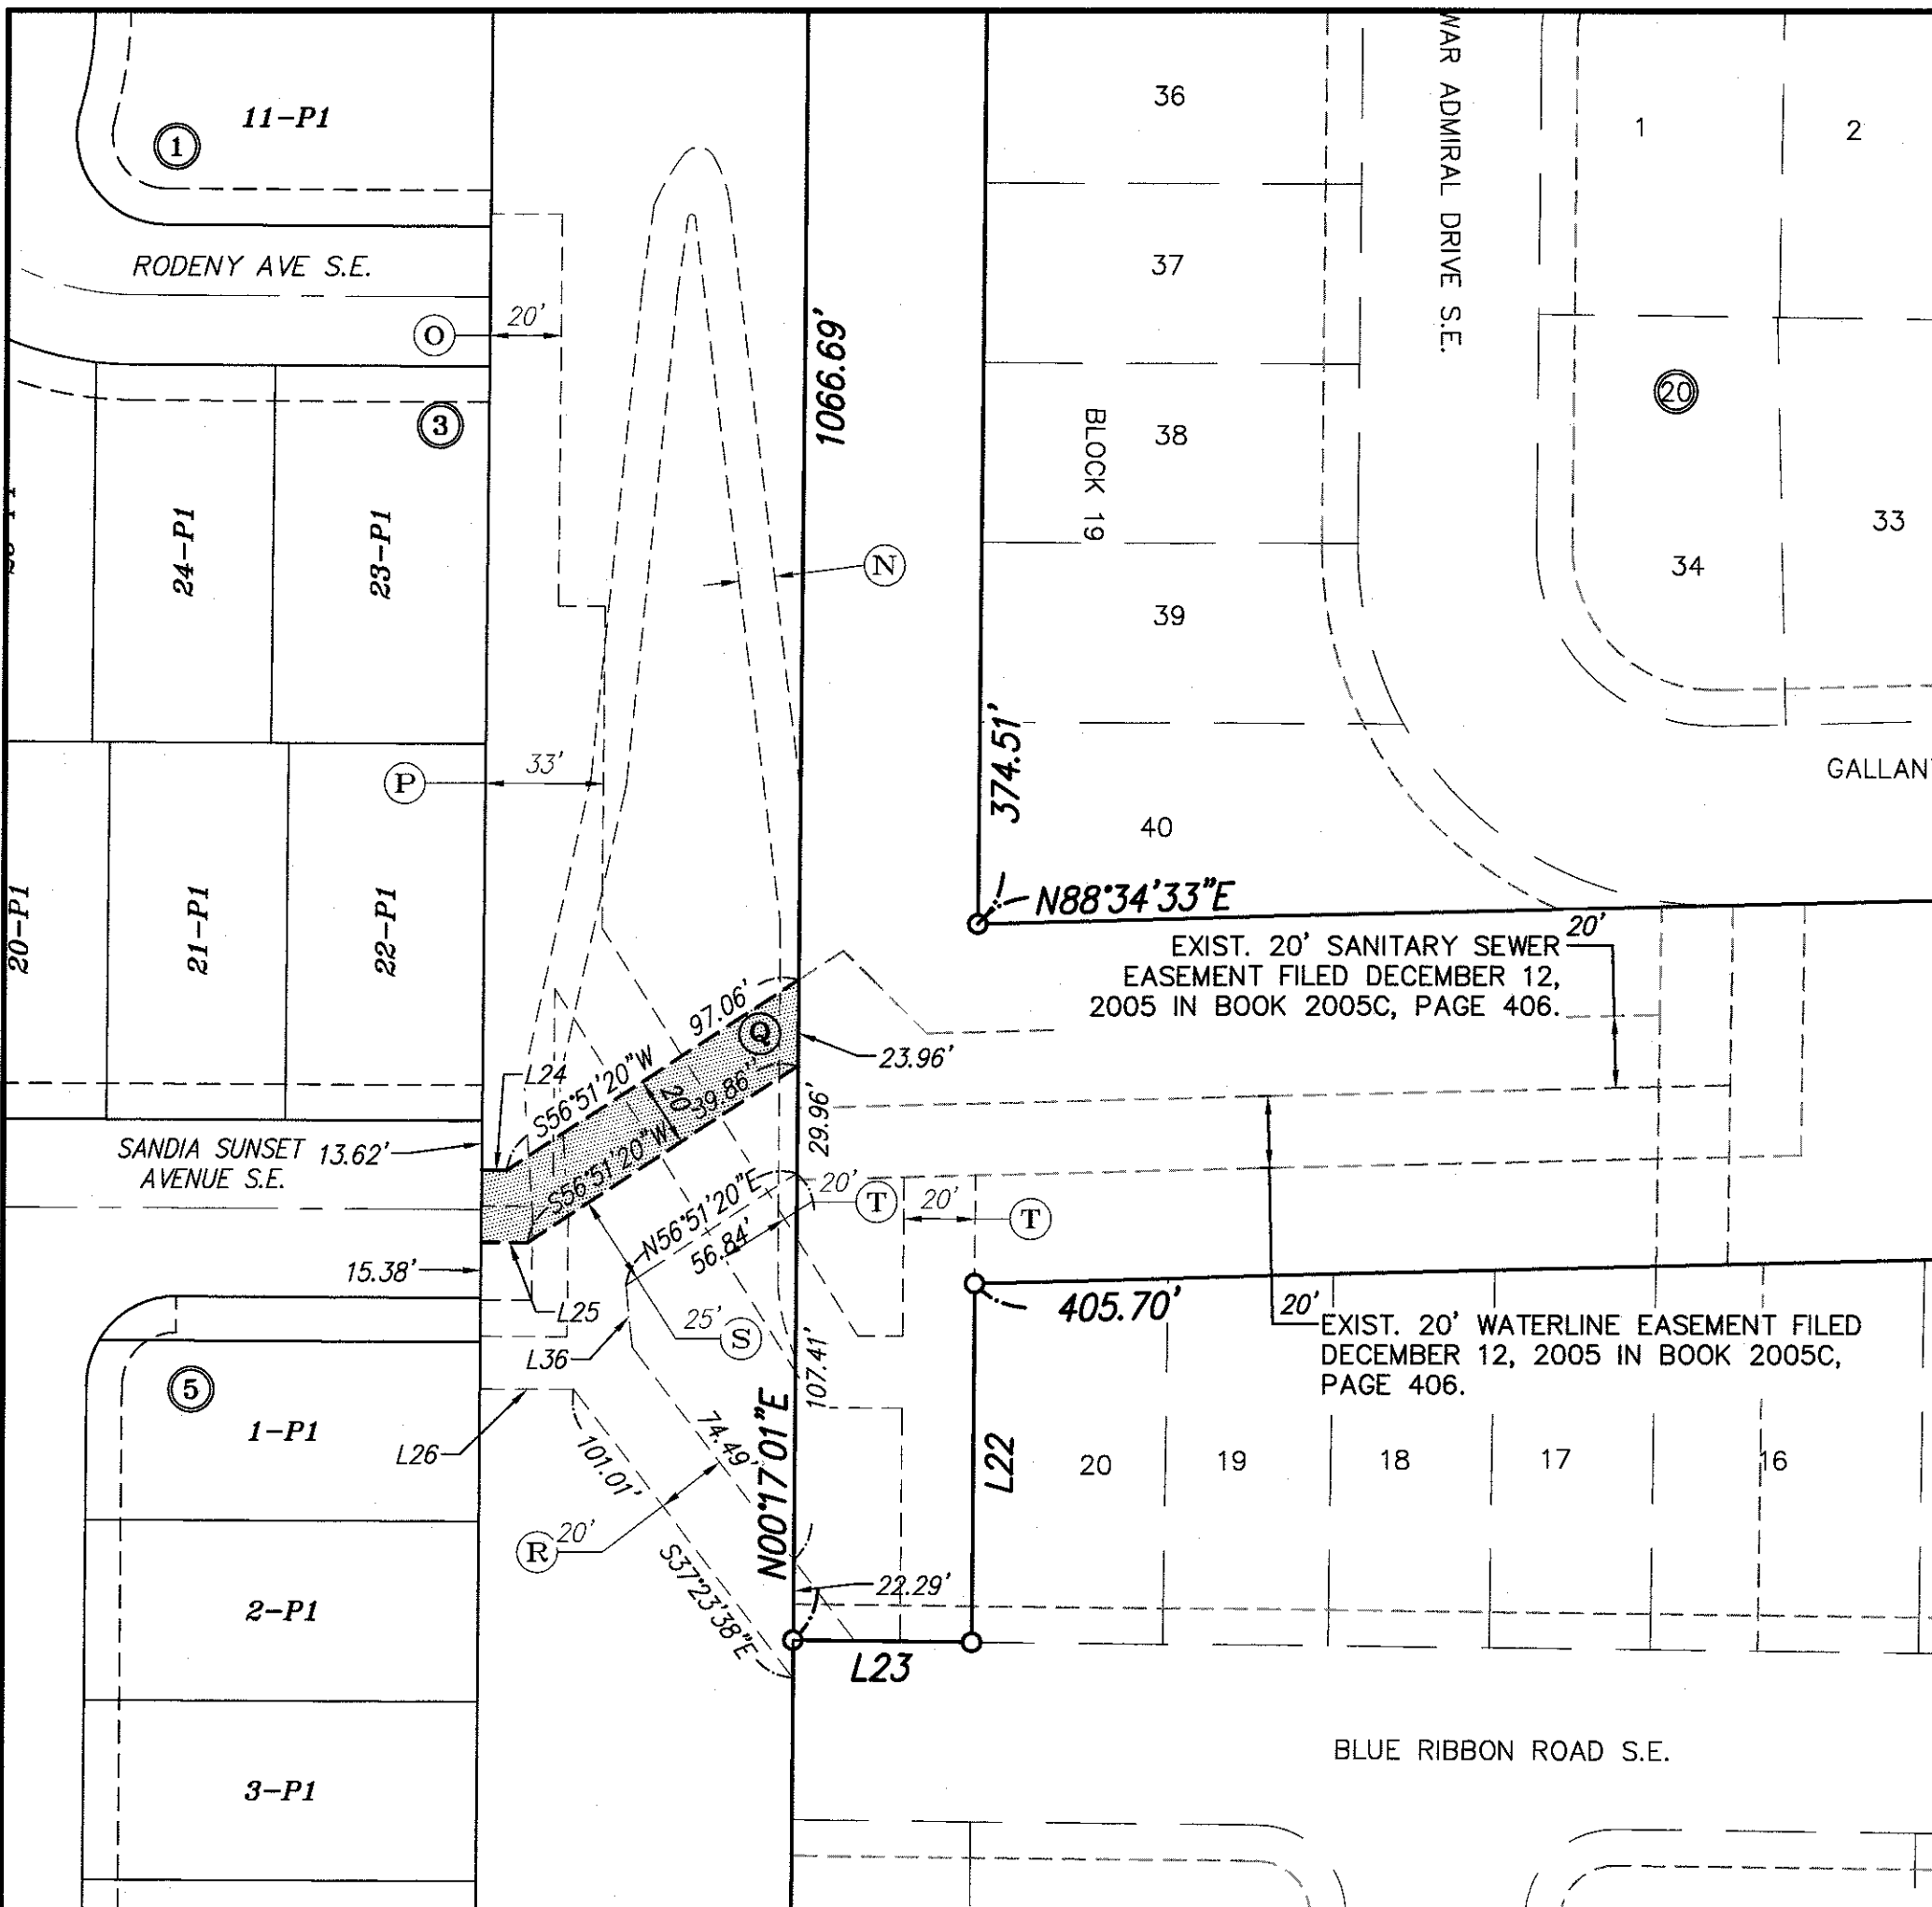 11-P1
1
RODENY AVE S.E.
O
20'
3
24-P1
23-P1
1066.69'
N
P
33'
20-P1
21-P1
22-P1
36
37
38
39
40
BLOCK 19
WAR ADMIRAL DRIVE S.E.
1
2
20
33
34
374.51'
N88°34'33"E
20'
EXIST. 20' SANITARY SEWER
EASEMENT FILED DECEMBER 12,
2005 IN BOOK 2005C, PAGE 406.
97.06'
Q
23.96'
L24
S56°51'20"W
20
39.86'
S56°51'20"W
29.96'
SANDIA SUNSET
AVENUE S.E.
13.62'
N56°51'20"E
56.84'
20'
T
20'
T
15.38'
L25
25'
S
L36
107.41'
405.70'
20'
EXIST. 20' WATERLINE EASEMENT FILED
DECEMBER 12, 2005 IN BOOK 2005C,
PAGE 406.
5
1-P1
L26
101.01'
74.49'
N00°17'01"E
L22
20
19
18
17
16
R
20'
S37°23'38"E
22.29'
2-P1
L23
3-P1
BLUE RIBBON ROAD S.E.